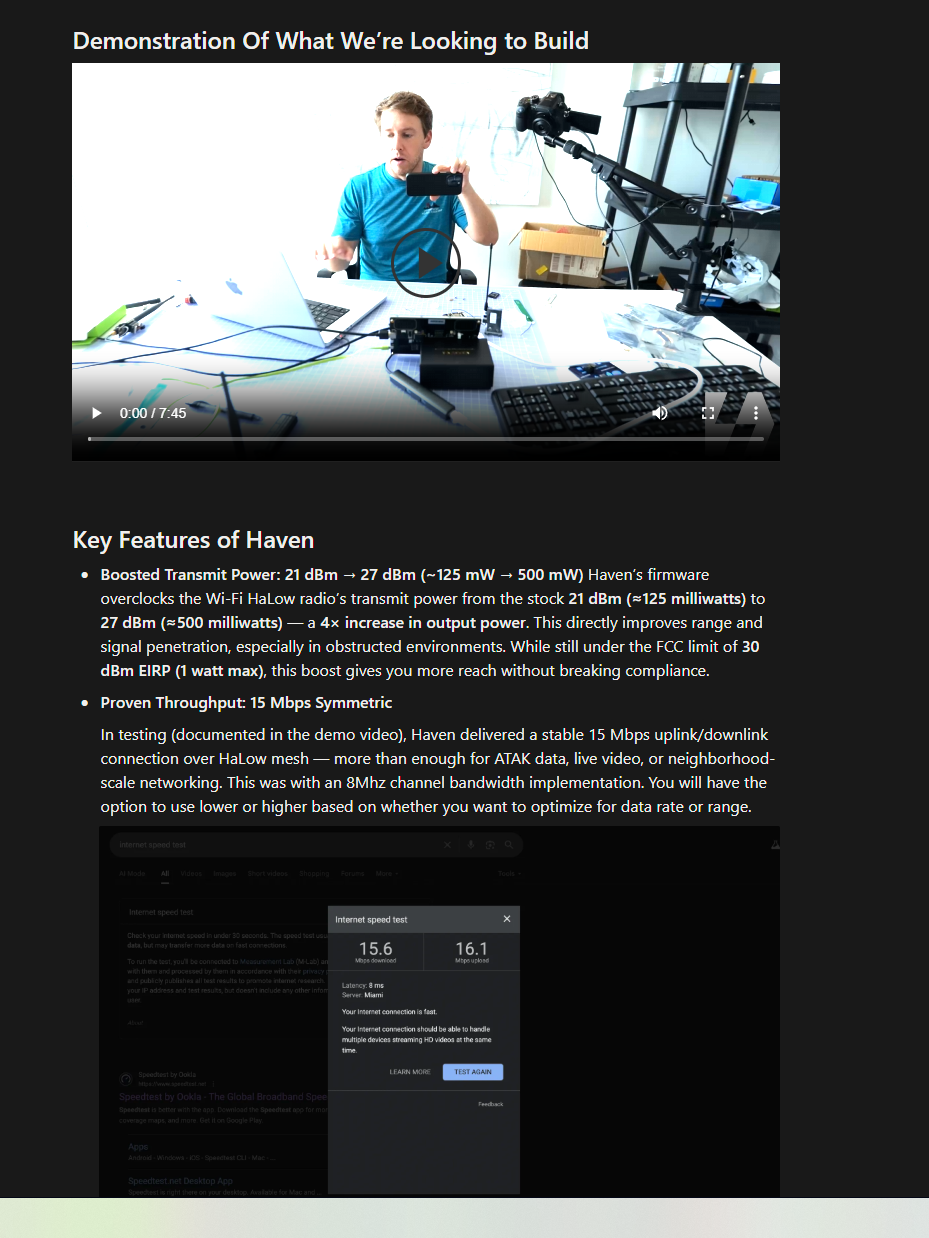 Demonstration Of What We’re Looking to Build
0:00 / 7:45
Key Features of Haven
• Boosted Transmit Power: 21 dBm → 27 dBm (~125 mW → 500 mW) Haven’s firmware
overclocks the Wi-Fi HaLow radio’s transmit power from the stock 21 dBm (≈125 milliwatts) to
27 dBm (≈500 milliwatts) — a 4× increase in output power. This directly improves range and
signal penetration, especially in obstructed environments. While still under the FCC limit of 30
dBm EIRP (1 watt max), this boost gives you more reach without breaking compliance.
• Proven Throughput: 15 Mbps Symmetric
In testing (documented in the demo video), Haven delivered a stable 15 Mbps uplink/downlink
connection over HaLow mesh — more than enough for ATAK data, live video, or neighborhood-
scale networking. This was with an 8Mhz channel bandwidth implementation. You will have the
option to use lower or higher based on whether you want to optimize for data rate or range.
internet speed test
AI Mode All Videos Images Short videos Shopping Forums More Tools
Internet speed test
Check your internet speed in under 30 seconds. The speed test usu
data, but may transfer more data on fast connections.
To run the test, you'll be connected to Measurement Lab (M-Lab) an
with them and processed by them in accordance with their privacy p
and publicly publishes all test results to promote internet research.
your IP address and test results, but doesn't include any other infor
user.
Internet speed test
15.6 16.1
Mbps download Mbps upload
Latency: 8 ms
Server: Miami
Your Internet connection is fast.
Your Internet connection should be able to handle
multiple devices streaming HD videos at the same
time.
LEARN MORE TEST AGAIN
Feedback
Speedtest by Ookla
https://www.speedtest.net
Speedtest by Ookla - The Global Broadband Spee
Speedtest is better with the app. Download the Speedtest app for mor
coverage maps, and more. Get it on Google Play.
Apps
Android - Windows - iOS - Speedtest CLI - Mac - ...
Speedtest.net Desktop App
Speedtest is right there on your desktop. Available for Mac and ...